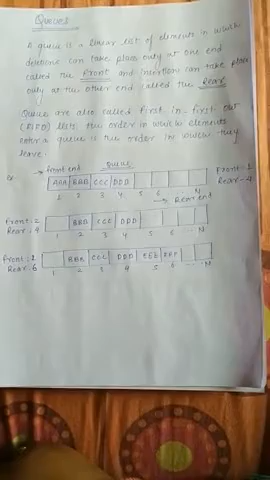 Queues
A queue is a linear list of elements in which
deletions can take place only at one end
called the Front and insertion can take place
only at the other end called the Rear
Queues are also called first in-first out
(FIFO) lists. The order in which elements
enter a queue is the order in which they
leave.
→ front end Queue
AAA BBB CCC DDD Front: 1
1 2 3 4 5 6 ... N Rear - 4
→ Rear end
Front: 2 BBB CCC DDD
Rear: 4 1 2 3 4 5 6 ... N
Front: 2 BBB CCC DDD EEE FFF
Rear: 6 1 2 3 4 5 6 ... N